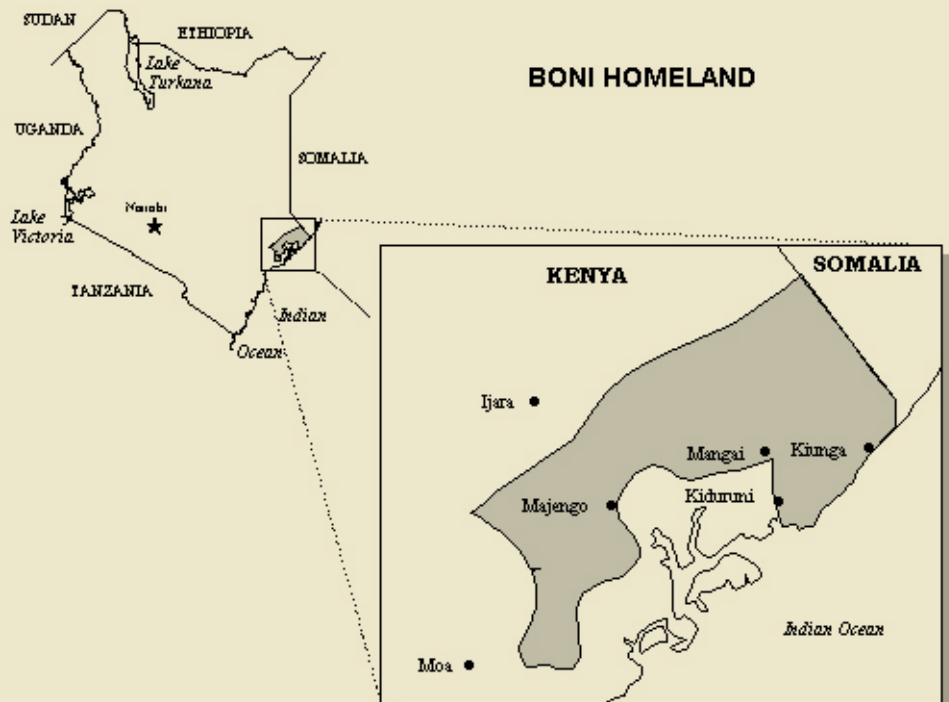 SUDAN
ETHIOPIA
Lake
Turkana
BONI HOMELAND
UGANDA
SOMALIA
Nairobi
Lake
Victoria
TANZANIA
Indian
Ocean
KENYA
SOMALIA
Ijara
Mangai
Kiunga
Majengo
Kiduruni
Indian Ocean
Moa